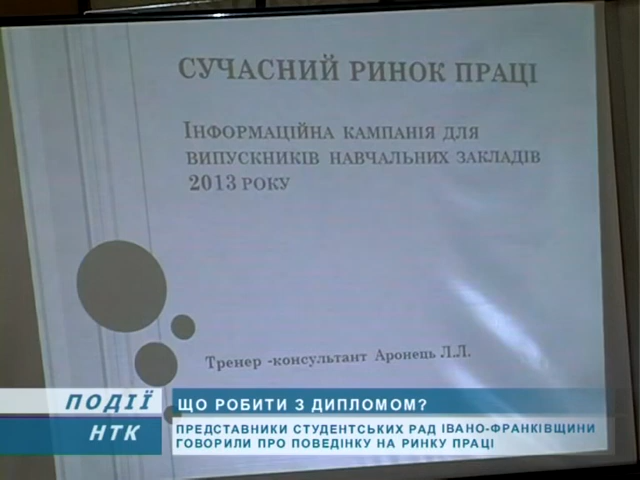 СУЧАСНИЙ РИНОК ПРАЦІ
ІНФОРМАЦІЙНА КАМПАНІЯ ДЛЯ
ВИПУСКНИКІВ НАВЧАЛЬНИХ ЗАКЛАДІВ
2013 РОКУ
Тренер -консультант Аронець Л.Л.
ПОДІЇ
НТК
ЩО РОБИТИ З ДИПЛОМОМ?
ПРЕДСТАВНИКИ СТУДЕНТСЬКИХ РАД ІВАНО-ФРАНКІВЩИНИ
ГОВОРИЛИ ПРО ПОВЕДІНКУ НА РИНКУ ПРАЦІ